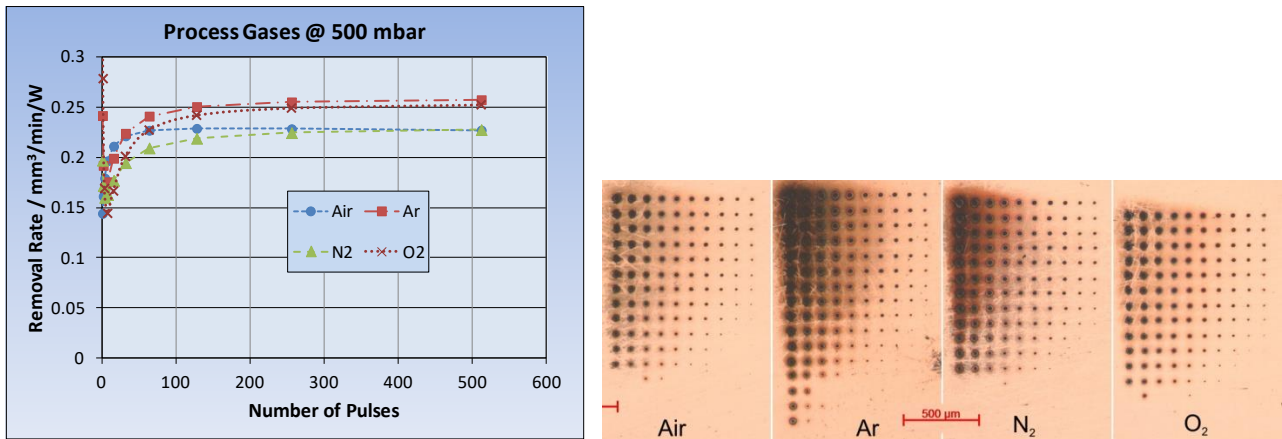 Process Gases @ 500 mbar
Removal Rate / mm³/min/W
0.3
0.25
0.2
0.15
0.1
0.05
0
0 100 200 300 400 500 600
Number of Pulses
Air Ar
N2 O2
500 µm
Air Ar N₂ O₂